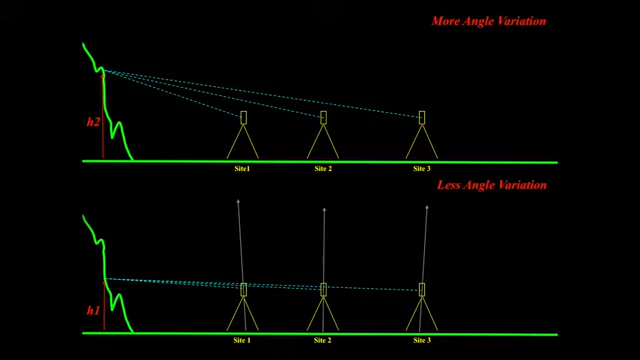 More Angle Variation
h2
Site1 Site 2 Site 3
Less Angle Variation
h1
Site 1 Site 2 Site 3